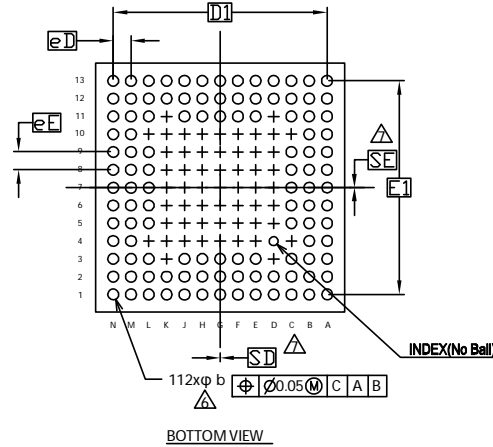 D1
eD
13
12
11
10
9
8
7
6
5
4
3
2
1
eE
7
SE
E1
N M L K J H G F E D C B A
SD
7
INDEX(No Ball)
112xφ b
6
⌖ Ø0.05 Ⓜ C A B
BOTTOM VIEW